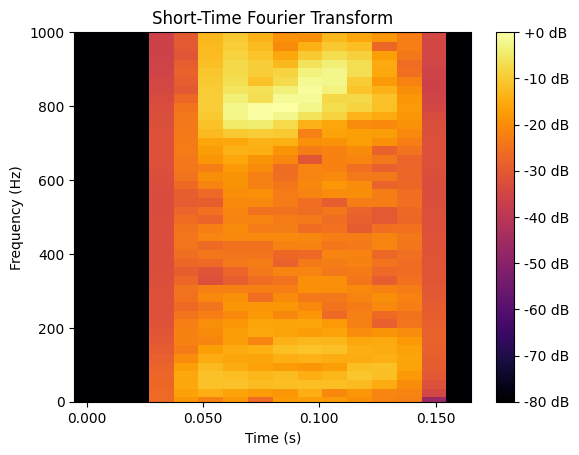 Short-Time Fourier Transform
1000
800
600
400
200
0
Frequency (Hz)
0.000
0.050
0.100
0.150
Time (s)
+0 dB
-10 dB
-20 dB
-30 dB
-40 dB
-50 dB
-60 dB
-70 dB
-80 dB